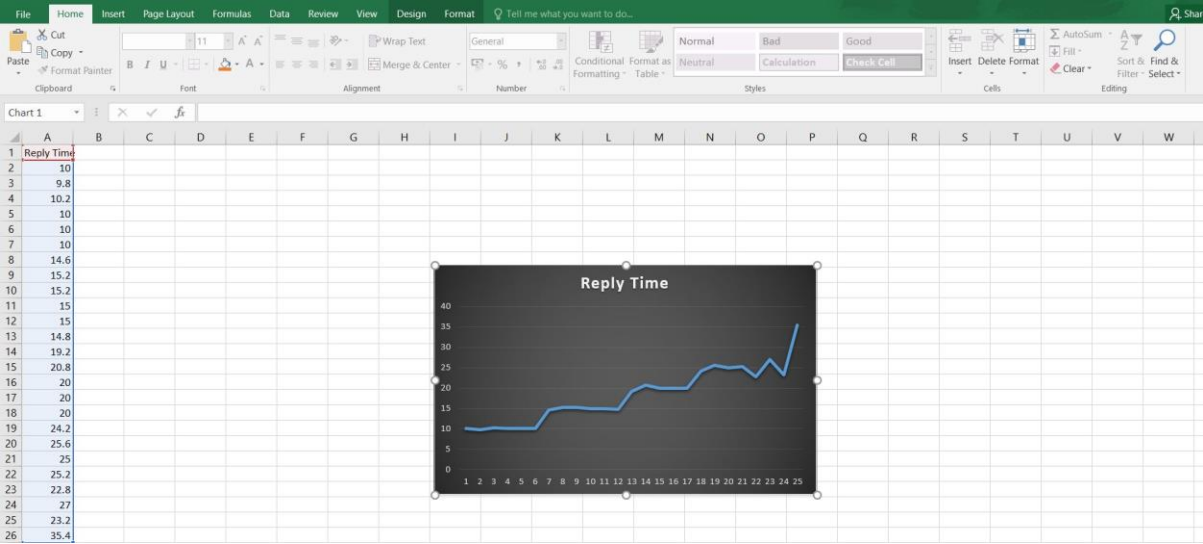 File Home Insert Page Layout Formulas Data Review View Design Format Tell me what you want to do...
Cut
Copy
Format Painter
Paste
11
B I U
A
Wrap Text
Merge & Center
General
%
Conditional Formatting
Format as Table
Normal Bad Good
Neutral Calculation Check Cell
Insert Delete Format
AutoSum
Fill
Clear
Sort & Filter
Find & Select
Clipboard Font Alignment Number Styles Cells Editing
Chart 1 fx
A B C D E F G H I J K L M N O P Q R S T U V W
1 Reply Time
2 10
3 9.8
4 10.2
5 10
6 10
7 10
8 14.6
9 15.2
10 15.2
11 15
12 15
13 14.8
14 19.2
15 20.8
16 20
17 20
18 20
19 24.2
20 25.6
21 25
22 25.2
23 22.8
24 27
25 23.2
26 35.4
Reply Time
40
35
30
25
20
15
10
5
0
1 2 3 4 5 6 7 8 9 10 11 12 13 14 15 16 17 18 19 20 21 22 23 24 25